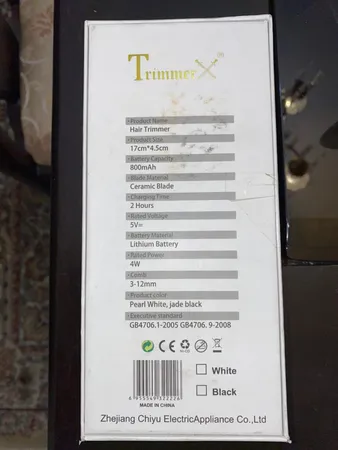 TrimmerX
·Product Name
Hair Trimmer
·Product Size
17cm*4.5cm
·Battery Capacity
800mAh
·Blade Material
Ceramic Blade
·Charging Time
2 Hours
·Rated Voltage
5V=
·Battery Material
Lithium Battery
·Rated Power
4W
·Comb
3-12mm
·Product color
Pearl White, jade black
·Executive standard
GB4706.1-2005 GB4706. 9-2008
CE
White
Black
MADE IN CHINA
Zhejiang Chiyu ElectricAppliance Co.,Ltd